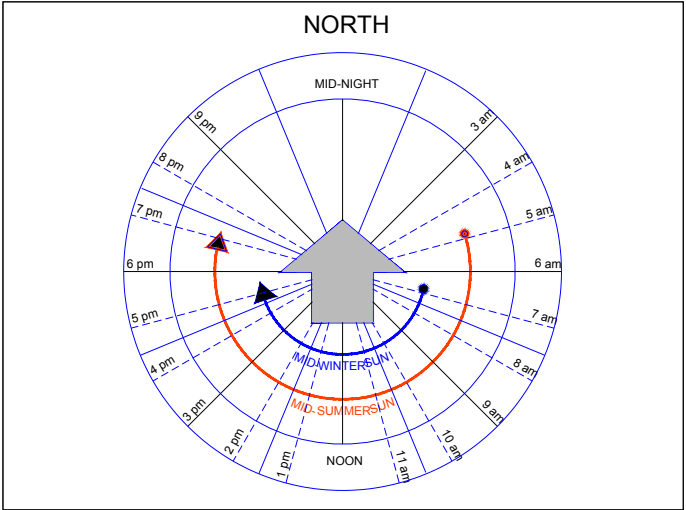 NORTH
MID-NIGHT
9 pm
3 am
8 pm
4 am
7 pm
5 am
6 pm
6 am
5 pm
7 am
4 pm
8 am
MID-WINTER SUN
MID-SUMMER SUN
3 pm
9 am
2 pm
10 am
1 pm
NOON
11 am